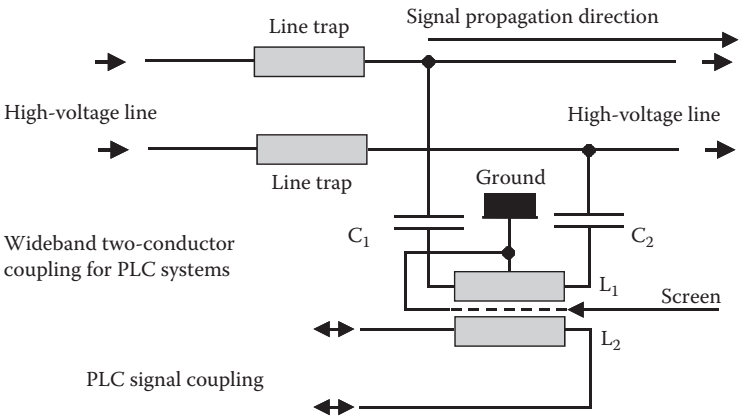 Signal propagation direction
Line trap
High-voltage line
High-voltage line
Line trap
Ground
C1
C2
Wideband two-conductor
coupling for PLC systems
L1
Screen
L2
PLC signal coupling